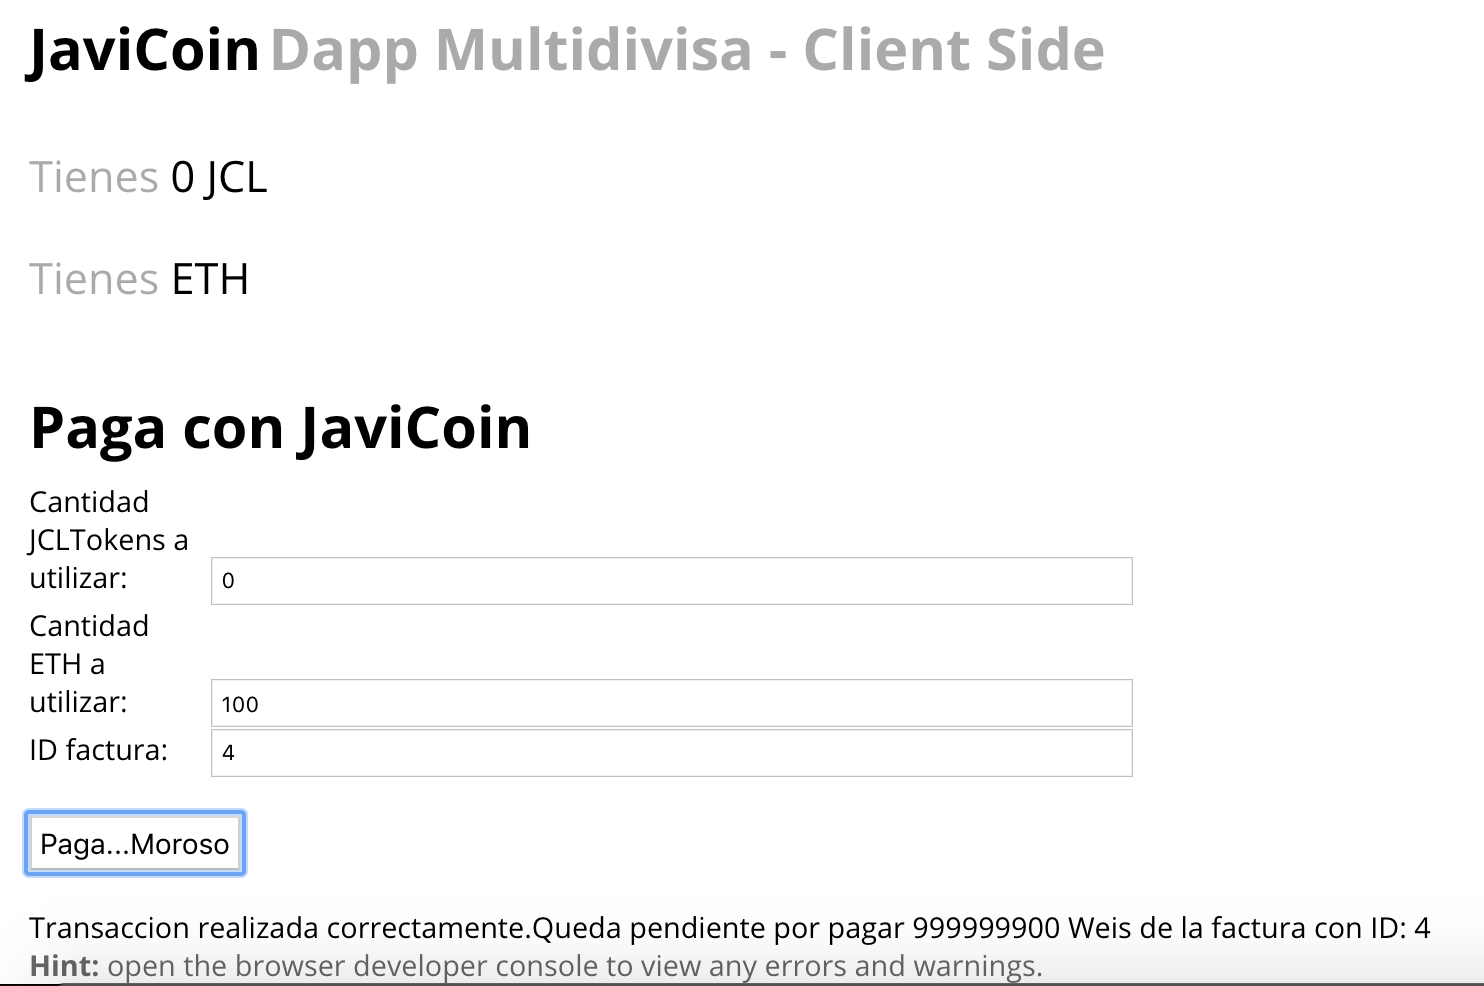 JaviCoin Dapp Multidivisa - Client Side
Tienes 0 JCL
Tienes ETH
Paga con JaviCoin
Cantidad
JCLTokens a
utilizar:
0
Cantidad
ETH a
utilizar:
100
ID factura:
4
Paga...Moroso
Transaccion realizada correctamente.Queda pendiente por pagar 999999900 Weis de la factura con ID: 4
Hint: open the browser developer console to view any errors and warnings.